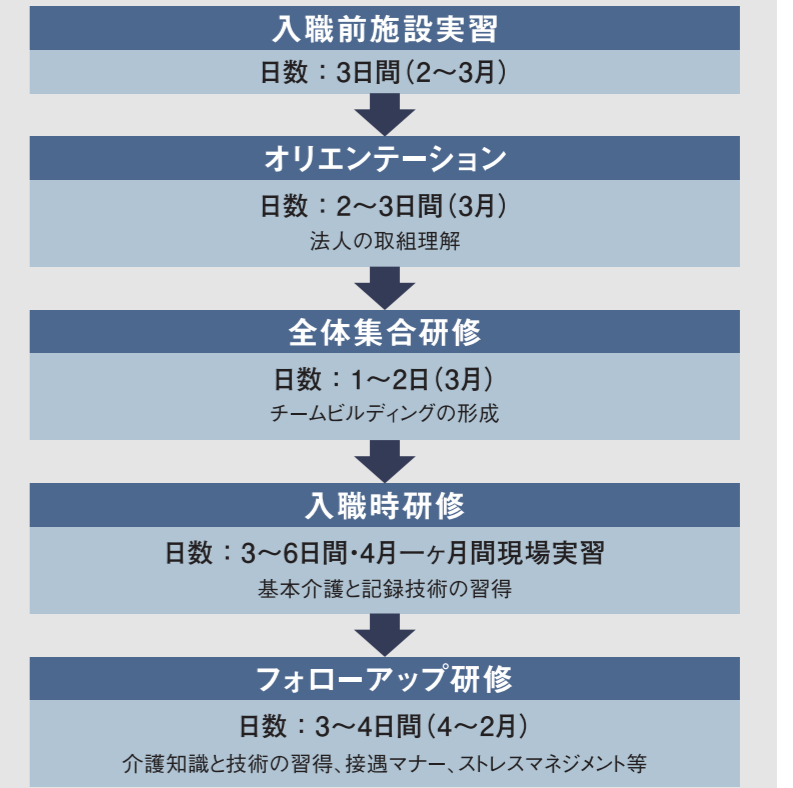 入職前施設実習
日数：3日間（2〜3月）
オリエンテーション
日数：2〜3日間（3月）
法人の取組理解
全体集合研修
日数：1〜2日（3月）
チームビルディングの形成
入職時研修
日数：3〜6日間・4月一ヶ月間現場実習
基本介護と記録技術の習得
フォローアップ研修
日数：3〜4日間（4〜2月）
介護知識と技術の習得、接遇マナー、ストレスマネジメント等